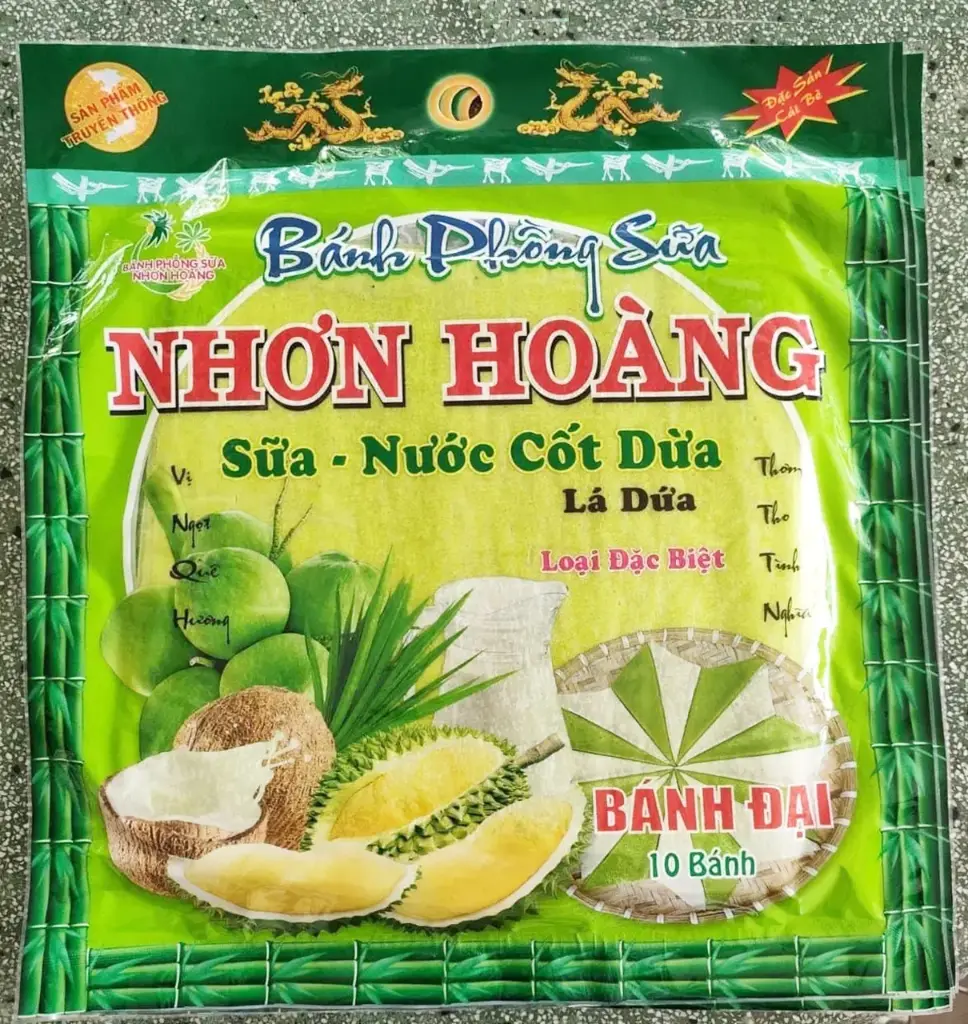 SẢN PHẨM
TRUYỀN THỐNG
Đặc Sản
Cái Bè
BÁNH PHỒNG SỮA
NHƠN HOÀNG
Bánh Phồng Sữa
NHƠN HOÀNG
Sữa - Nước Cốt Dừa
Lá Dứa
Loại Đặc Biệt
Vị
Ngọt
Quê
Hương
Thơm
Tho
Tình
Nghĩa
BÁNH ĐẠI
10 Bánh